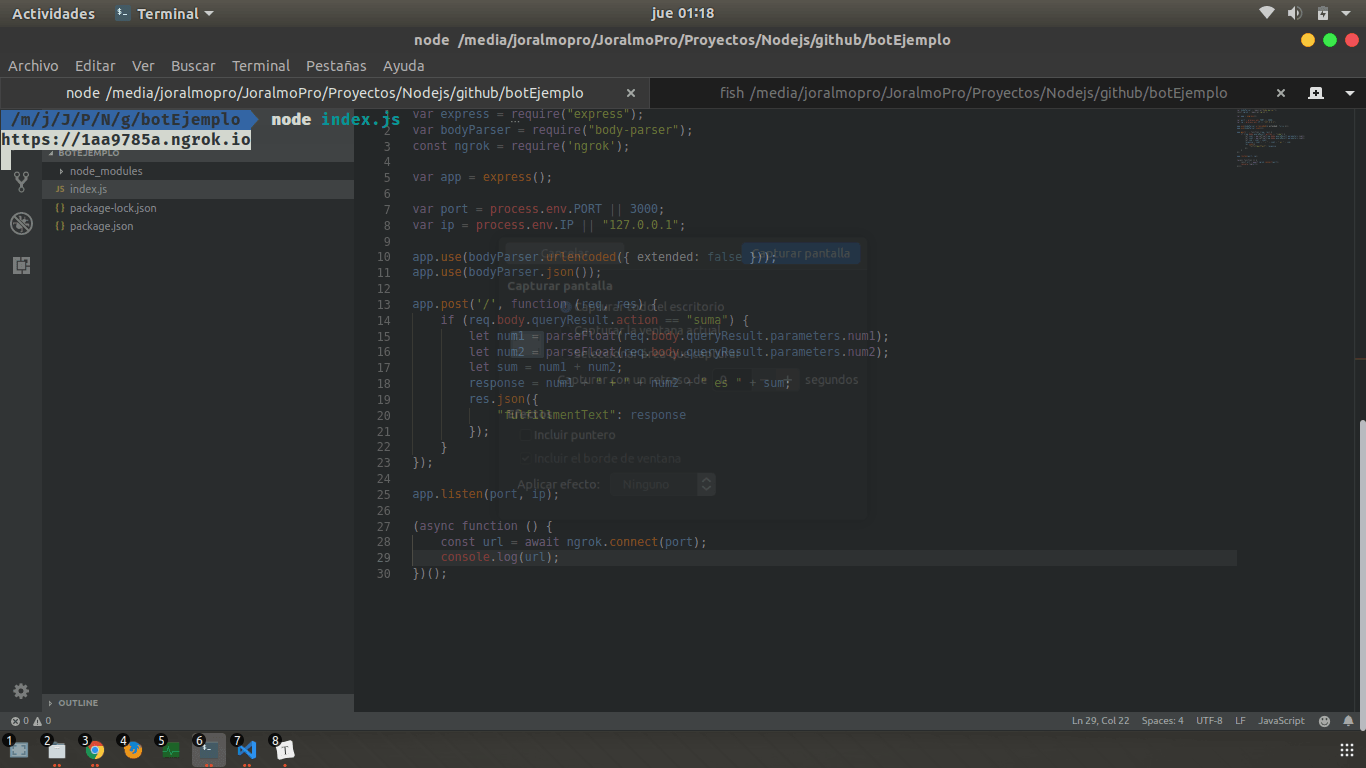 Actividades
Terminal
jue 01:18
node /media/joralmopro/JoralmoPro/Proyectos/Nodejs/github/botEjemplo
Archivo Editar Ver Buscar Terminal Pestañas Ayuda
node /media/joralmopro/JoralmoPro/Proyectos/Nodejs/github/botEjemplo
fish /media/joralmopro/JoralmoPro/Proyectos/Nodejs/github/botEjemplo
/m/j/J/P/N/g/botEjemplo node index.js
https://1aa9785a.ngrok.io
BOTEJEMPLO
node_modules
JS index.js
{} package-lock.json
{} package.json
OUTLINE
1 var express = require("express");
2 var bodyParser = require("body-parser");
3 const ngrok = require('ngrok');
4
5 var app = express();
6
7 var port = process.env.PORT || 3000;
8 var ip = process.env.IP || "127.0.0.1";
9
10 app.use(bodyParser.urlencoded({ extended: false }));
11 app.use(bodyParser.json());
12
13 app.post('/', function (req, res) {
14 if (req.body.queryResult.action == "suma") {
15 let num1 = parseFloat(req.body.queryResult.parameters.num1);
16 let num2 = parseFloat(req.body.queryResult.parameters.num2);
17 let sum = num1 + num2;
18 response = num1 + " + " + num2 + " es " + sum;
19 res.json({
20 "fulfillmentText": response
21 });
22 }
23 });
24
25 app.listen(port, ip);
26
27 (async function () {
28 const url = await ngrok.connect(port);
29 console.log(url);
30 })();
Cancelar
Capturar pantalla
Capturar pantalla
Capturar todo el escritorio
Capturar la ventana actual
Seleccionar área que capturar
Capturar con un retraso de 0 - + segundos
Efectos
Incluir puntero
Incluir el borde de ventana
Aplicar efecto: Ninguno
0 0
Ln 29, Col 22 Spaces: 4 UTF-8 LF JavaScript
1 2 3 4 5 6 7 8
T